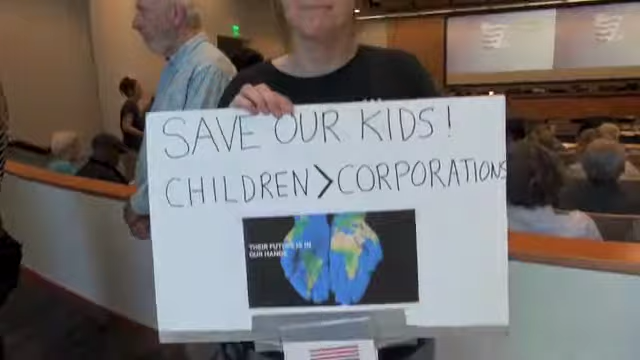 SAVE OUR KIDS!
CHILDREN>CORPORATIONS
THEIR FUTURE IS IN
OUR HANDS